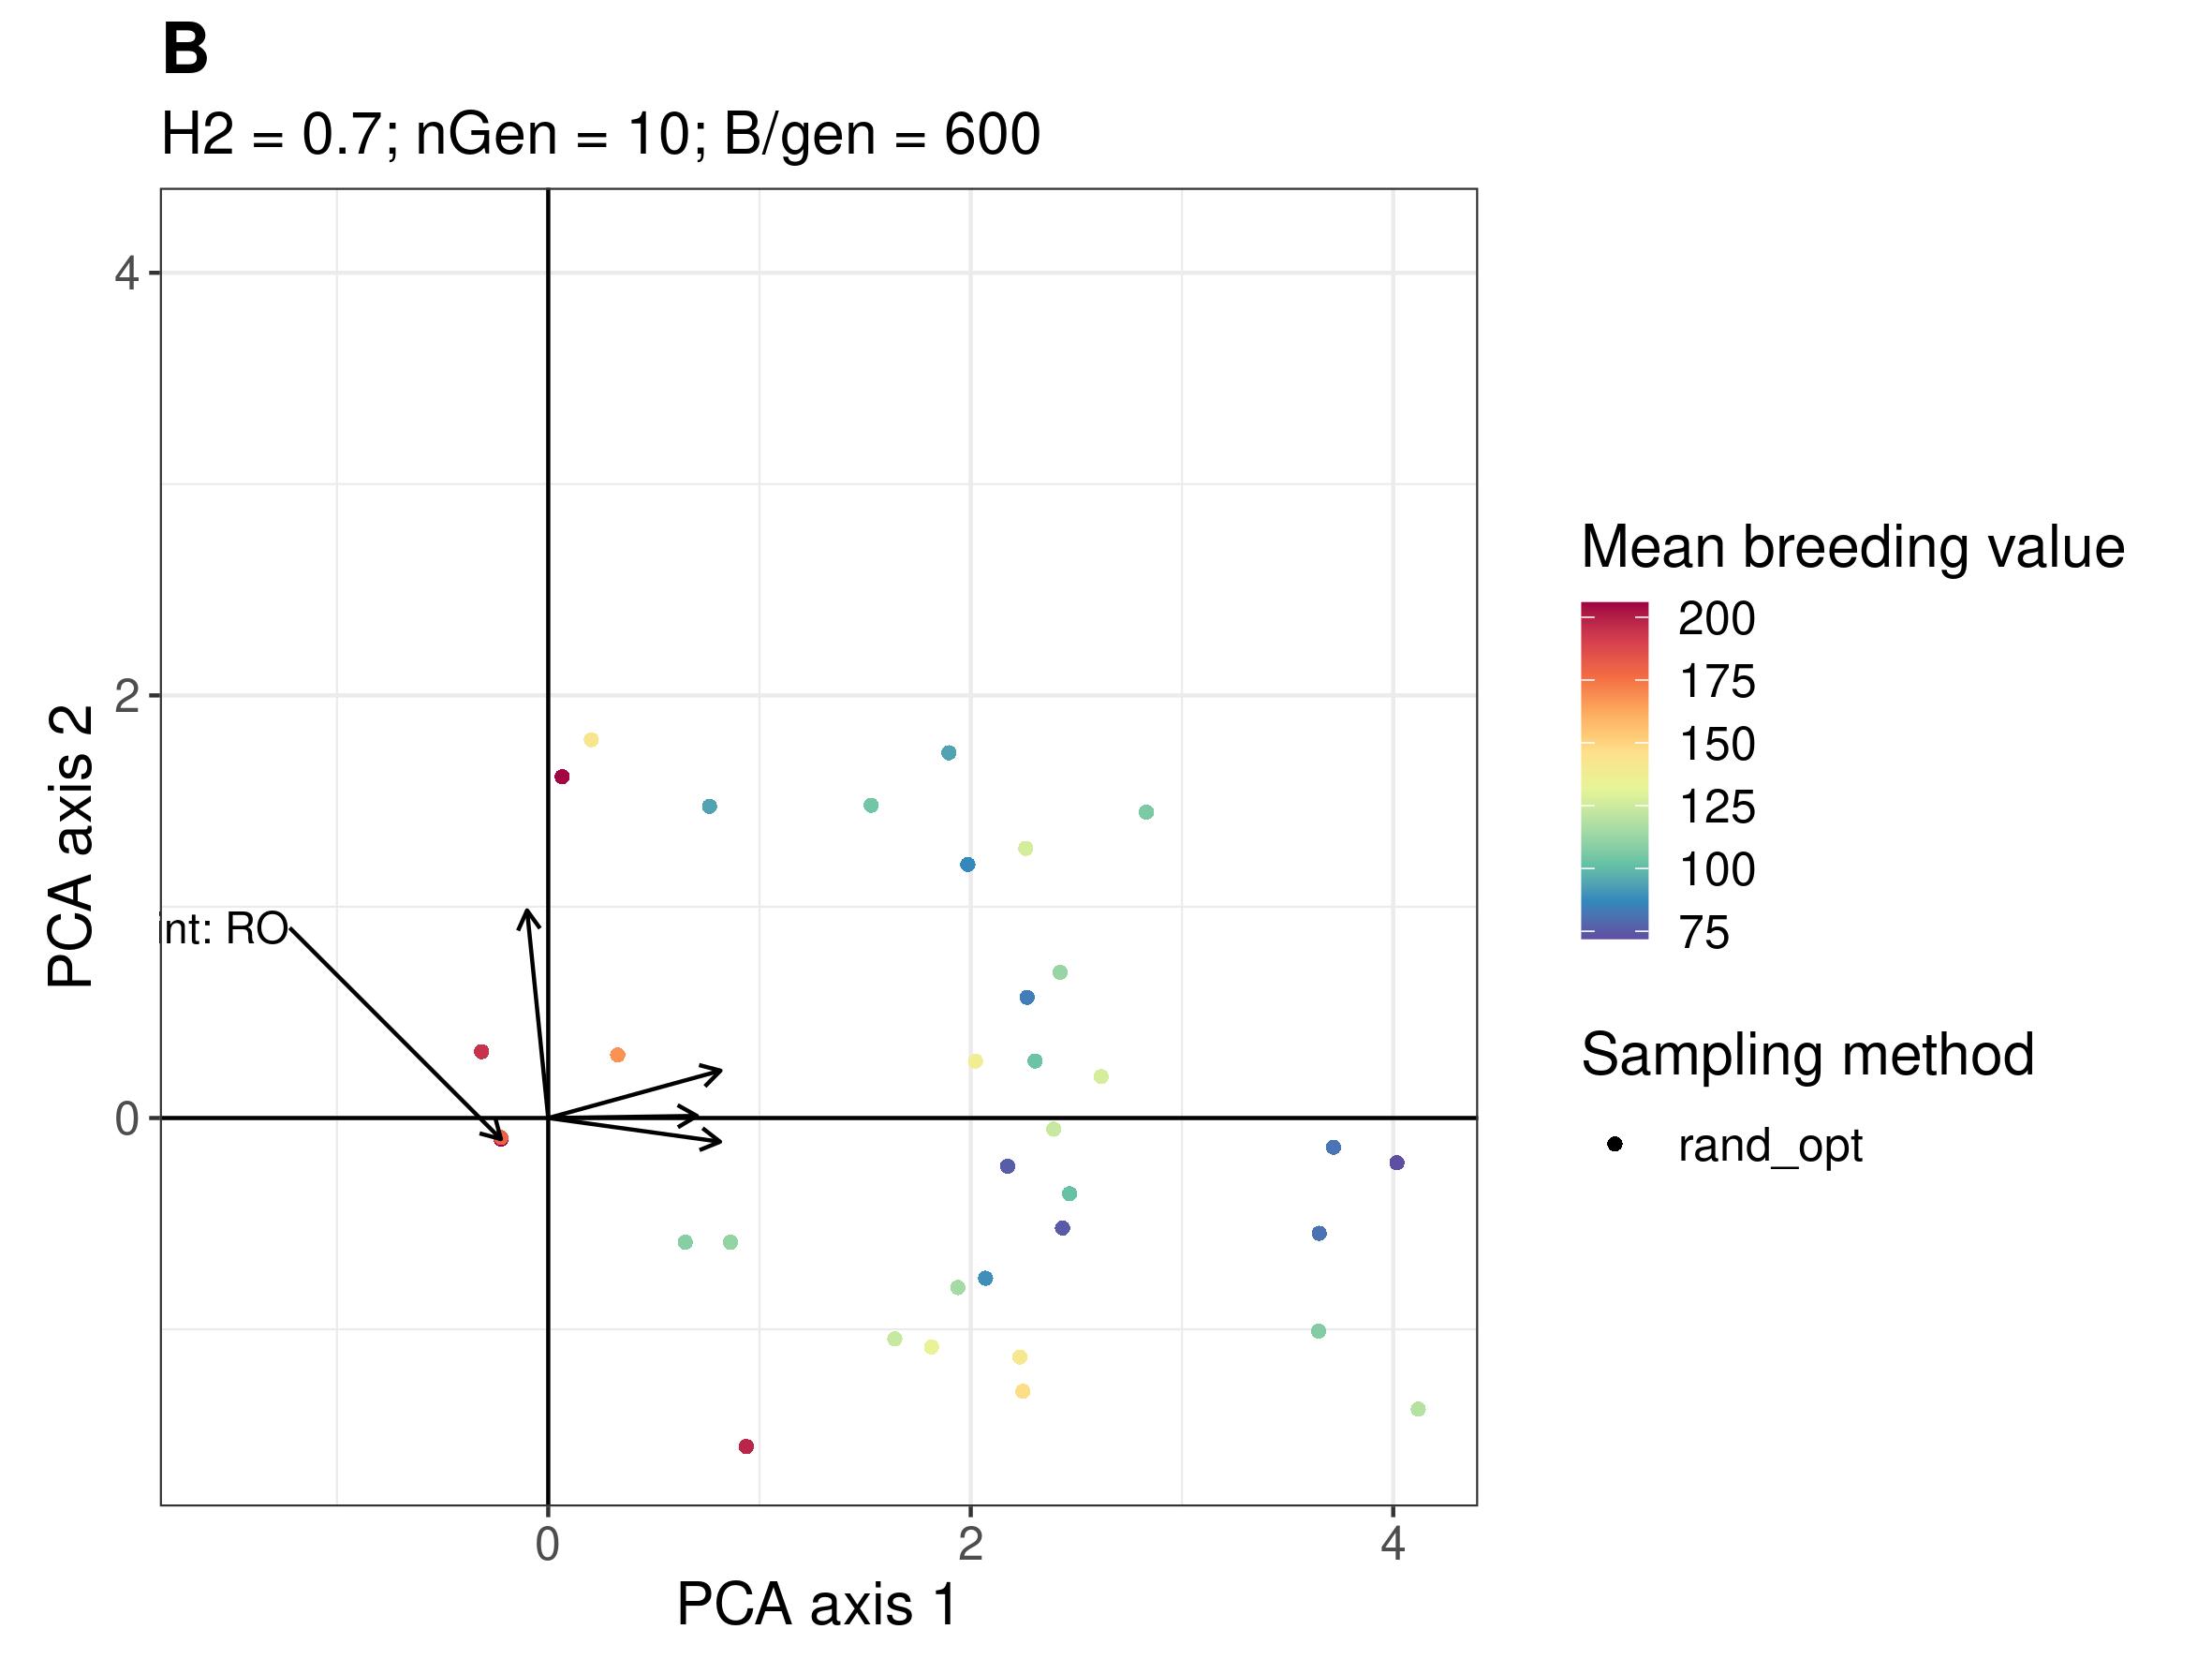 B
H2 = 0.7; nGen = 10; B/gen = 600
4
2
0
PCA axis 2
int: RO
0
2
4
PCA axis 1
Mean breeding value
200
175
150
125
100
75
Sampling method
rand_opt